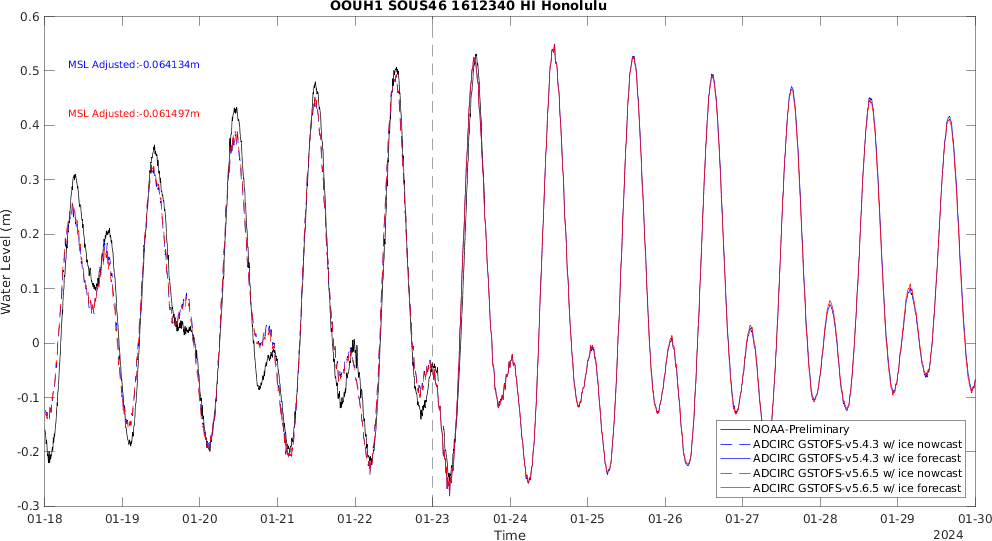 OOUH1 SOUS46 1612340 HI Honolulu
0.6
0.5
0.4
0.3
0.2
0.1
0
-0.1
-0.2
-0.3
Water Level (m)
MSL Adjusted:-0.064134m
MSL Adjusted:-0.061497m
NOAA-Preliminary
ADCIRC GSTOFS-v5.4.3 w/ ice nowcast
ADCIRC GSTOFS-v5.4.3 w/ ice forecast
ADCIRC GSTOFS-v5.6.5 w/ ice nowcast
ADCIRC GSTOFS-v5.6.5 w/ ice forecast
01-18 01-19 01-20 01-21 01-22 01-23 01-24 01-25 01-26 01-27 01-28 01-29 01-30
Time
2024